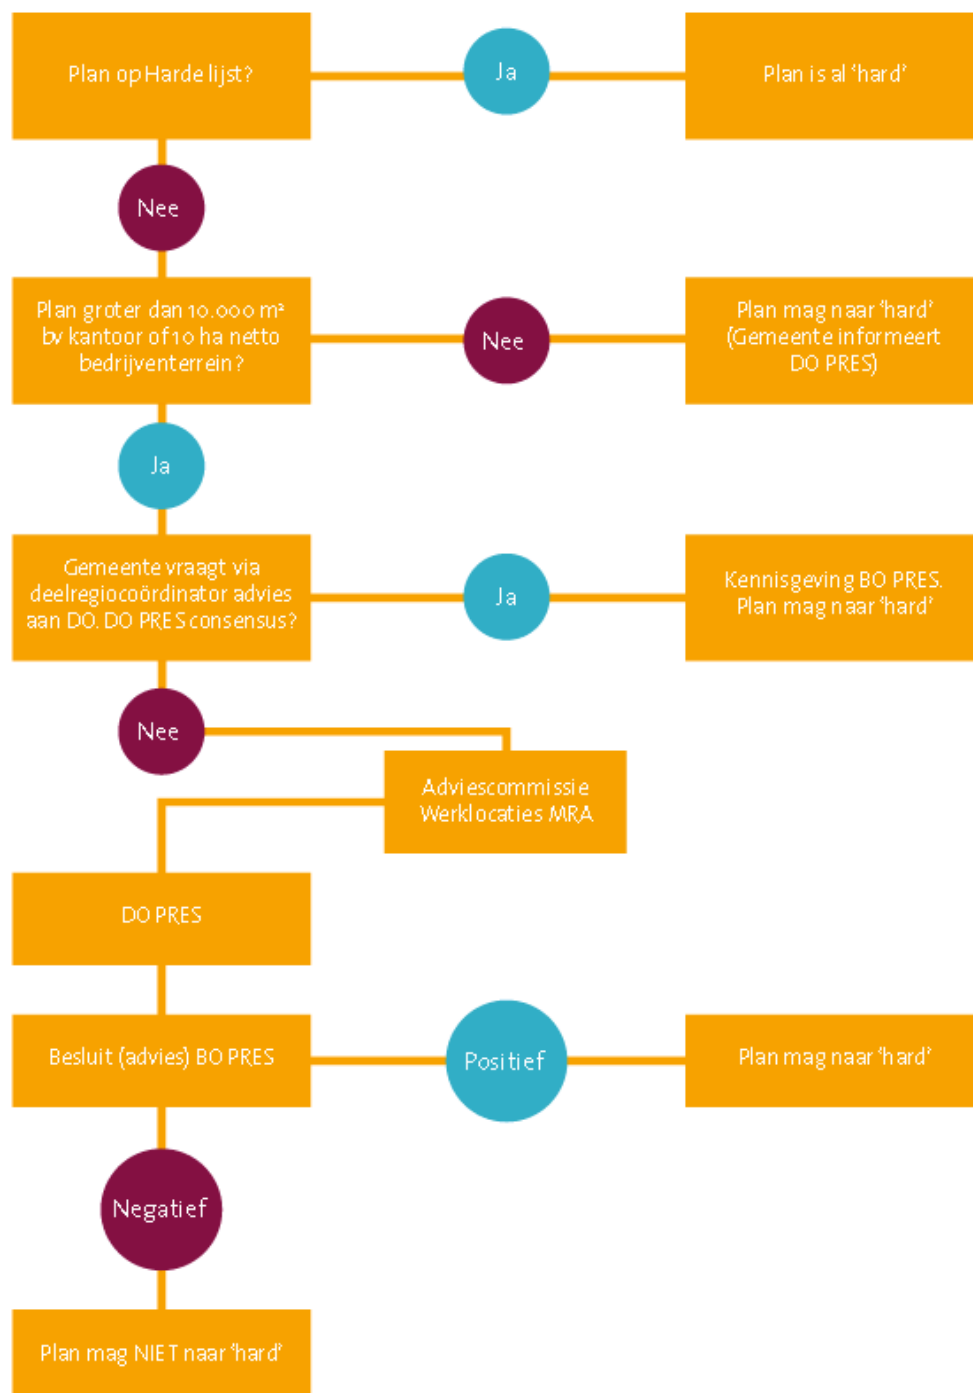 Plan op Harde lijst?
Ja
Plan is al ‘hard’
Nee
Plan groter dan 10.000 m²
bv kantoor of 10 ha netto
bedrijventerrein?
Nee
Plan mag naar ‘hard’
(Gemeente informeert
DO PRES)
Ja
Gemeente vraagt via
deelregiocoördinator advies
aan DO. DO PRES consensus?
Ja
Kennisgeving BO PRES.
Plan mag naar ‘hard’
Nee
Adviescommissie
Werklocaties MRA
DO PRES
Besluit (advies) BO PRES
Positief
Plan mag naar ‘hard’
Negatief
Plan mag NIET naar ‘hard’